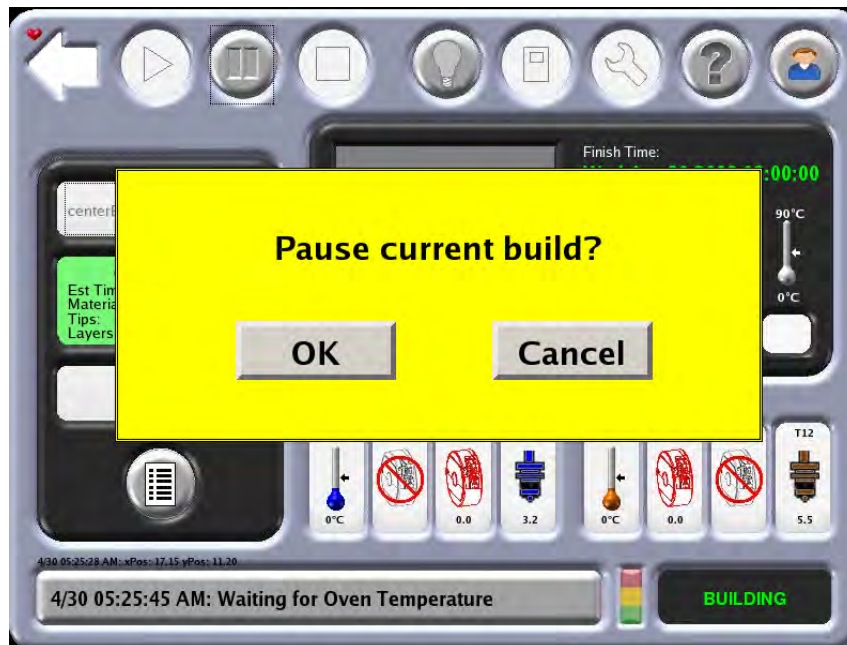 Finish Time:
:00:00
90°C
0°C
Est Tim
Materia
Tips:
Layers
Pause current build?
OK
Cancel
T12
0°C
0.0
3.2
0°C
0.0
5.5
4/30 05:25:28 AM: xPos: 17.15 yPos: 11.20
4/30 05:25:45 AM: Waiting for Oven Temperature
BUILDING